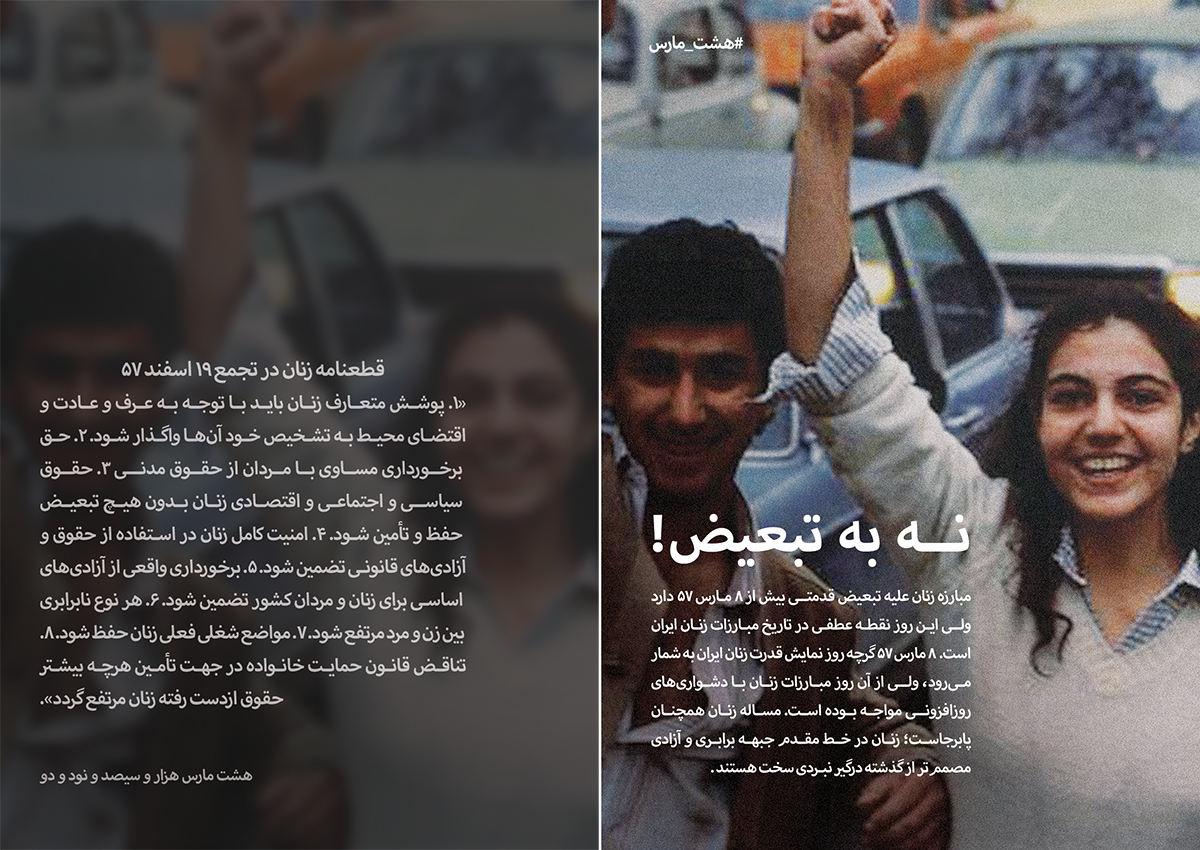 #هشت_مارس
نه به تبعیض!
مبارزه زنان علیه تبعیض قدمتی بیش از ۸ مارس ۵۷ دارد
ولی این روز نقطه عطفی در تاریخ مبارزات زنان ایران
است. ۸ مارس ۵۷ گرچه روز نمایش قدرت زنان ایران به شمار
می‌رود، ولی از آن روز مبارزات زنان با دشواری‌های
روزافزونی مواجه بوده است. مساله زنان همچنان
پابرجاست؛ زنان در خط مقدم جبهه برابری و آزادی
مصمم‌تر از گذشته درگیر نبردی سخت هستند.
قطعنامه زنان در تجمع ۱۹ اسفند ۵۷
«۱. پوشش متعارف زنان باید با توجه به عرف و عادت و
اقتضای محیط به تشخیص خود آن‌ها واگذار شود. ۲. حق
برخورداری مساوی با مردان از حقوق مدنی ۳. حقوق
سیاسی و اجتماعی و اقتصادی زنان بدون هیچ تبعیض
حفظ و تأمین شود. ۴. امنیت کامل زنان در استفاده از حقوق و
آزادی‌های قانونی تضمین شود. ۵. برخورداری واقعی از آزادی‌های
اساسی برای زنان و مردان کشور تضمین شود. ۶. هر نوع نابرابری
بین زن و مرد مرتفع شود. ۷. مواضع شغلی فعلی زنان حفظ شود. ۸.
تناقض قانون حمایت خانواده در جهت تأمین هرچه بیشتر
حقوق ازدست رفته زنان مرتفع گردد».
هشت مارس هزار و سیصد و نود و دو